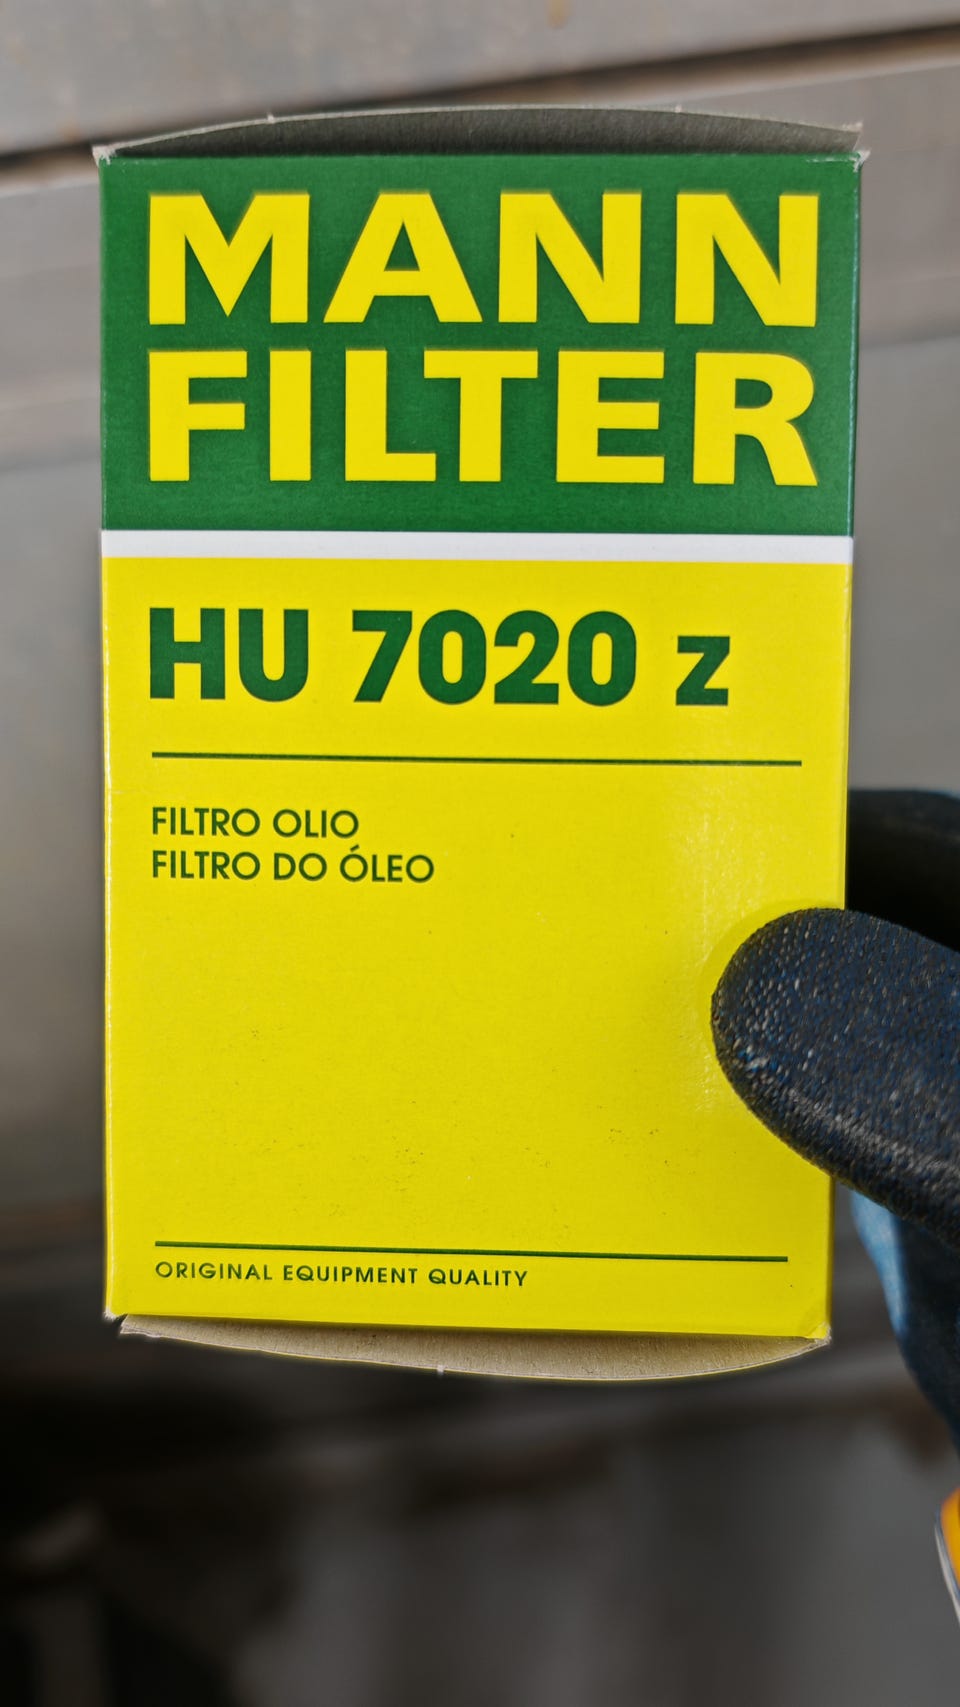 MANN
FILTER
HU 7020 z
FILTRO OLIO
FILTRO DO ÓLEO
ORIGINAL EQUIPMENT QUALITY